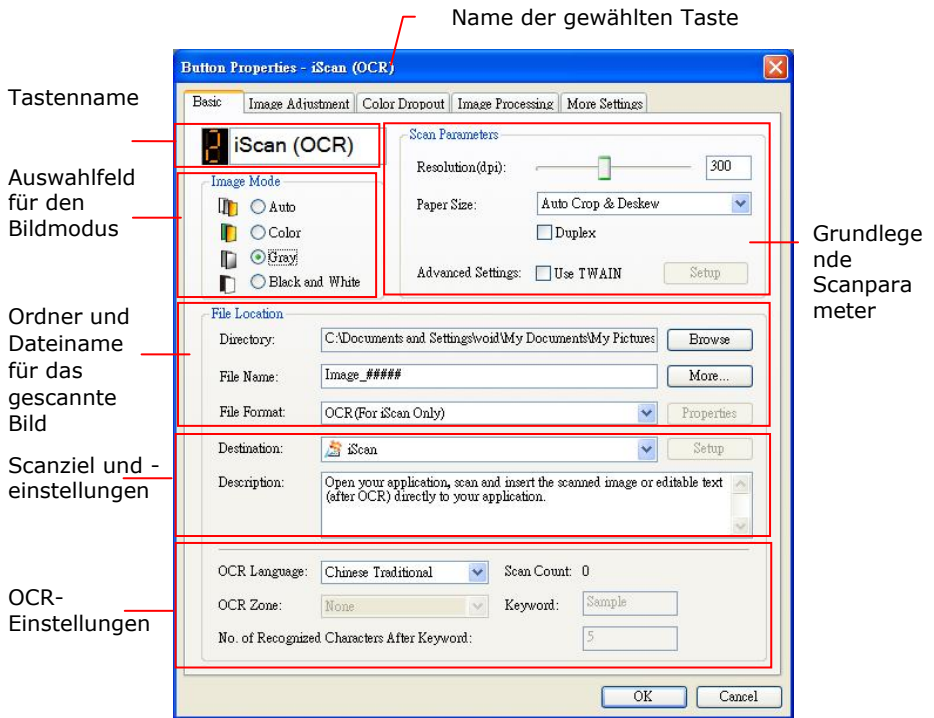 Name der gewählten Taste
Button Properties - iScan (OCR)
Tastenname
Basic Image Adjustment Color Dropout Image Processing More Settings
2 iScan (OCR)
Auswahlfeld
für den
Bildmodus
Image Mode
Auto
Color
Gray
Black and White
Scan Parameters
Resolution(dpi): 300
Paper Size: Auto Crop & Deskew
Duplex
Advanced Settings: Use TWAIN Setup
Grundlege
nde
Scanpara
meter
Ordner und
Dateiname
für das
gescannte
Bild
File Location
Directory: C:\Documents and Settings\void\My Documents\My Pictures Browse
File Name: Image_##### More...
File Format: OCR(For iScan Only) Properties
Scanziel und -
einstellungen
Destination: iScan Setup
Description: Open your application, scan and insert the scanned image or editable text
(after OCR) directly to your application.
OCR-
Einstellungen
OCR Language: Chinese Traditional Scan Count: 0
OCR Zone: None Keyword: Sample
No. of Recognized Characters After Keyword: 5
OK Cancel